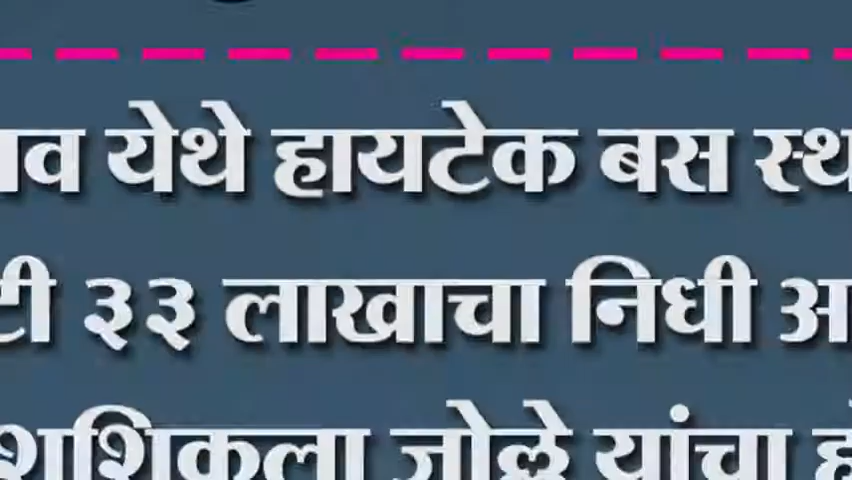 येथे हायटेक बस
३३ लाखाचा निधी
शशिकला जोल्ले यांचा